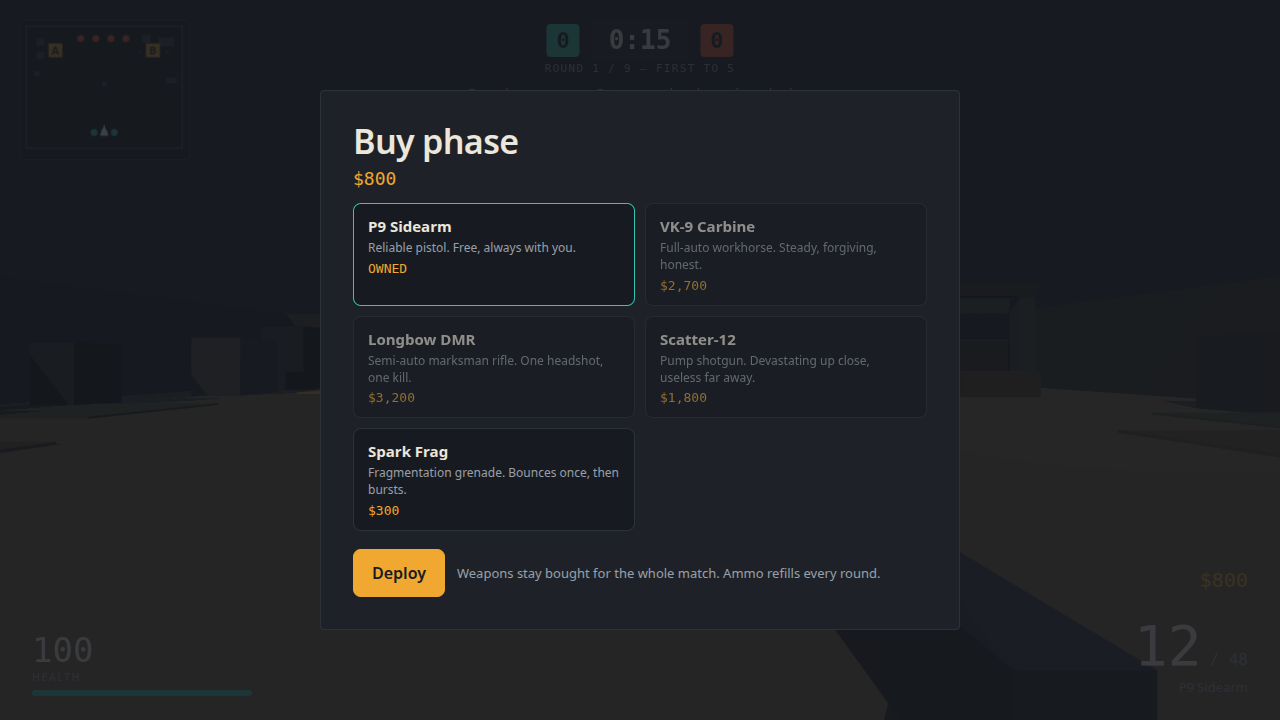 A
B
0
0:15
0
ROUND 1 / 9 — FIRST TO 5
Buy phase
$800
P9 Sidearm
Reliable pistol. Free, always with you.
OWNED
VK-9 Carbine
Full-auto workhorse. Steady, forgiving,
honest.
$2,700
Longbow DMR
Semi-auto marksman rifle. One headshot,
one kill.
$3,200
Scatter-12
Pump shotgun. Devastating up close,
useless far away.
$1,800
Spark Frag
Fragmentation grenade. Bounces once, then
bursts.
$300
Deploy
Weapons stay bought for the whole match. Ammo refills every round.
$800
100
HEALTH
12 / 48
P9 Sidearm